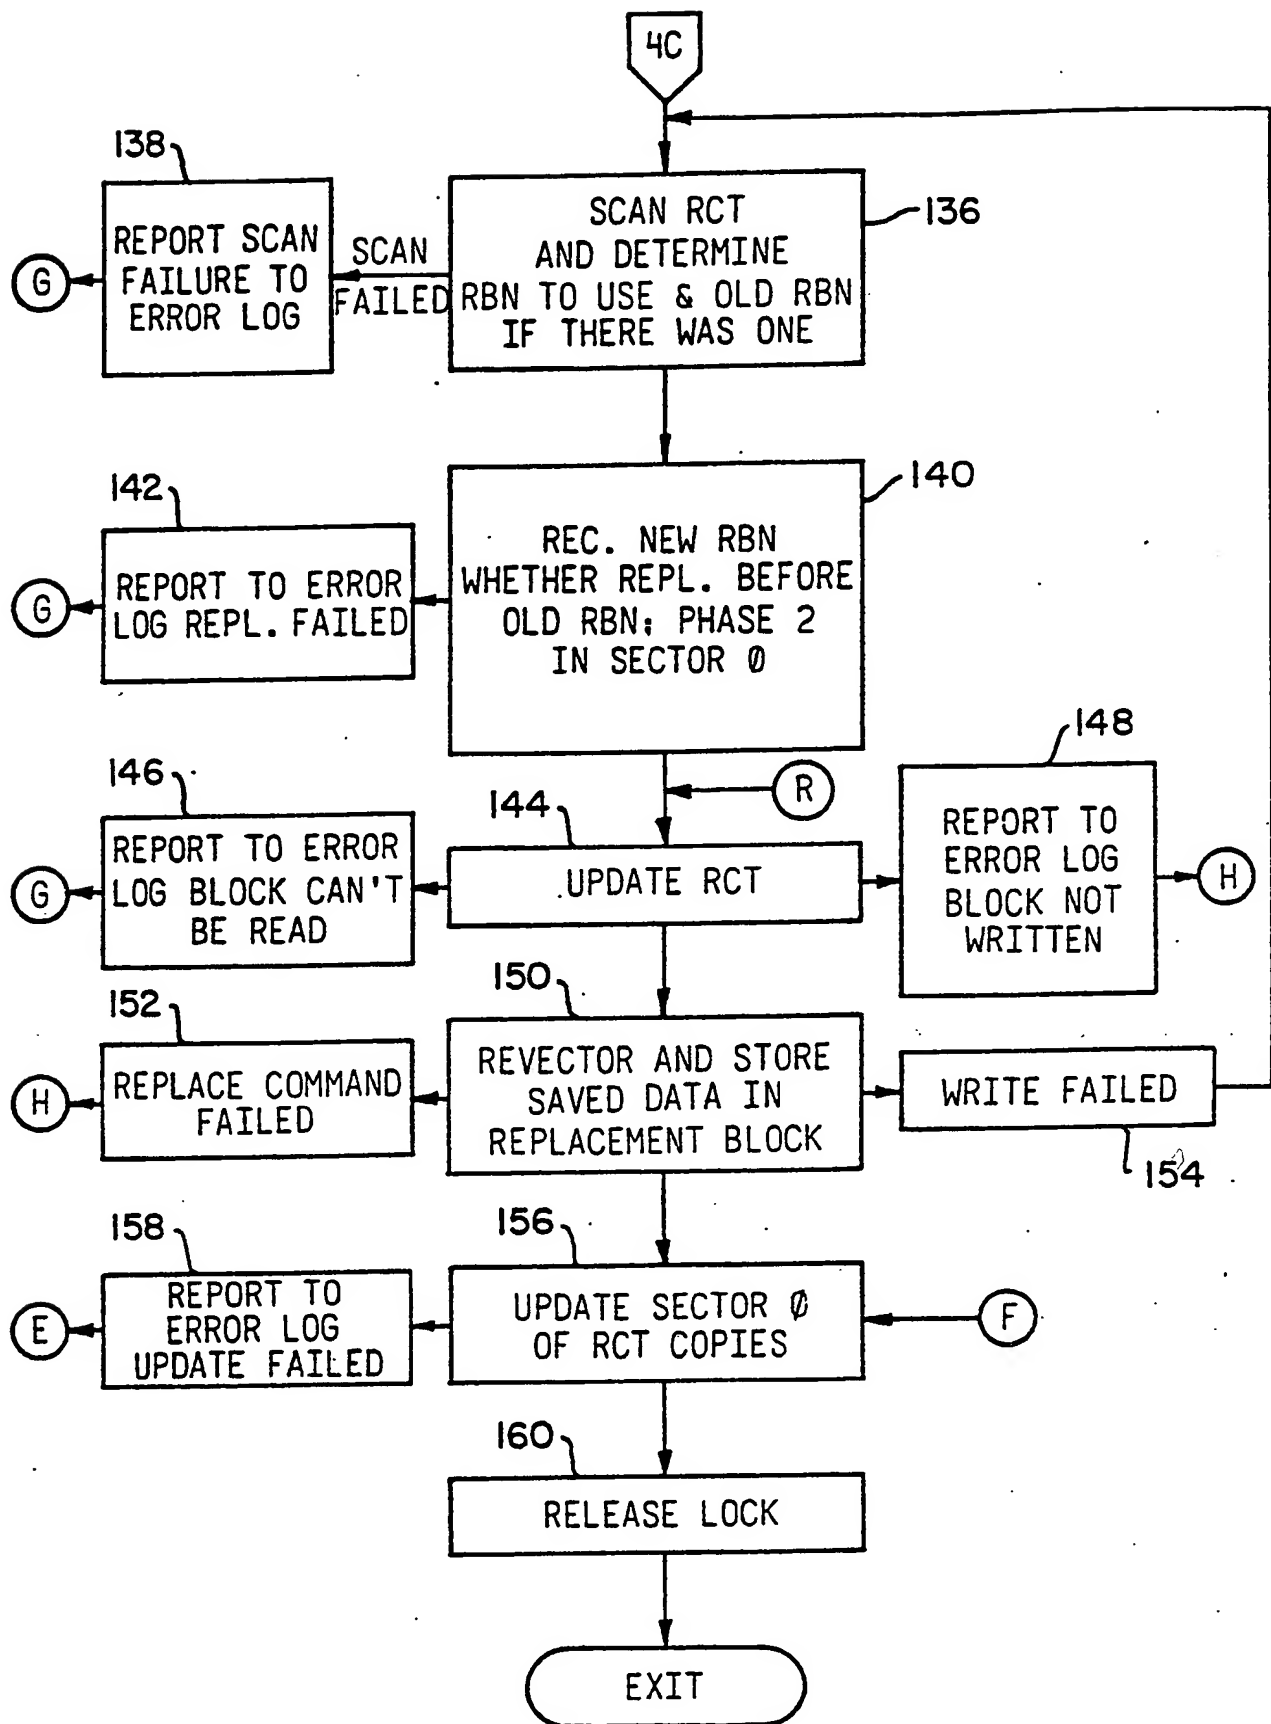 4C
138
REPORT SCAN
FAILURE TO
ERROR LOG
G
SCAN
FAILED
SCAN RCT
AND DETERMINE
RBN TO USE & OLD RBN
IF THERE WAS ONE
136
142
REPORT TO ERROR
LOG REPL. FAILED
G
REC. NEW RBN
WHETHER REPL. BEFORE
OLD RBN; PHASE 2
IN SECTOR Ø
140
R
146
REPORT TO ERROR
LOG BLOCK CAN'T
BE READ
G
144
UPDATE RCT
148
REPORT TO
ERROR LOG
BLOCK NOT
WRITTEN
H
152
REPLACE COMMAND
FAILED
H
150
REVECTOR AND STORE
SAVED DATA IN
REPLACEMENT BLOCK
WRITE FAILED
154
158
REPORT TO
ERROR LOG
UPDATE FAILED
E
156
UPDATE SECTOR Ø
OF RCT COPIES
F
160
RELEASE LOCK
EXIT